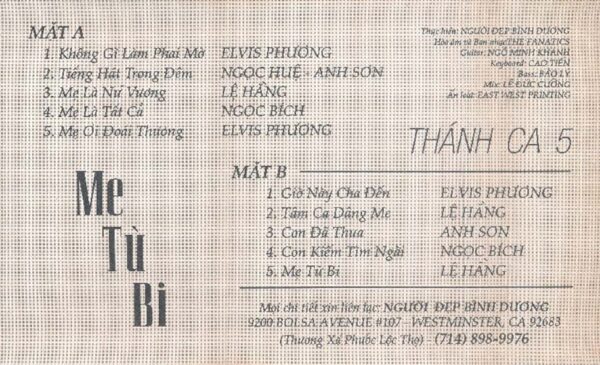 MẶT A
1. Không Gì Làm Phai Mờ ELVIS PHƯƠNG
2. Tiếng Hát Trong Đêm NGỌC HUỆ - ANH SƠN
3. Mẹ Là Nữ Vương LỆ HẰNG
4. Mẹ Là Tất Cả NGỌC BÍCH
5. Mẹ Ơi Đoái Thương ELVIS PHƯƠNG
Thực hiện: NGƯỜI ĐẸP BÌNH DƯƠNG
Hòa âm và Ban nhạc THE FANATICS
Guitar: NGÔ MINH KHÁNH
Keyboard: CAO TIẾN
Bass: BẢO LÝ
Mix: LÊ ĐỨC CƯỜNG
Ấn loát: EAST WEST PRINTING
THÁNH CA 5
MẶT B
1. Giờ Này Cha Đến ELVIS PHƯƠNG
2. Tâm Ca Dâng Mẹ LỆ HẰNG
3. Con Đã Thua ANH SƠN
4. Con Kiếm Tìm Ngài NGỌC BÍCH
5. Mẹ Từ Bi LỆ HẰNG
Mẹ
Từ
Bi
Mọi chi tiết xin liên lạc: NGƯỜI ĐẸP BÌNH DƯƠNG
9200 BOLSA AVENUE #107 - WESTMINSTER, CA 92683
(Thương Xá Phước Lộc Thọ) - (714) 898-9976